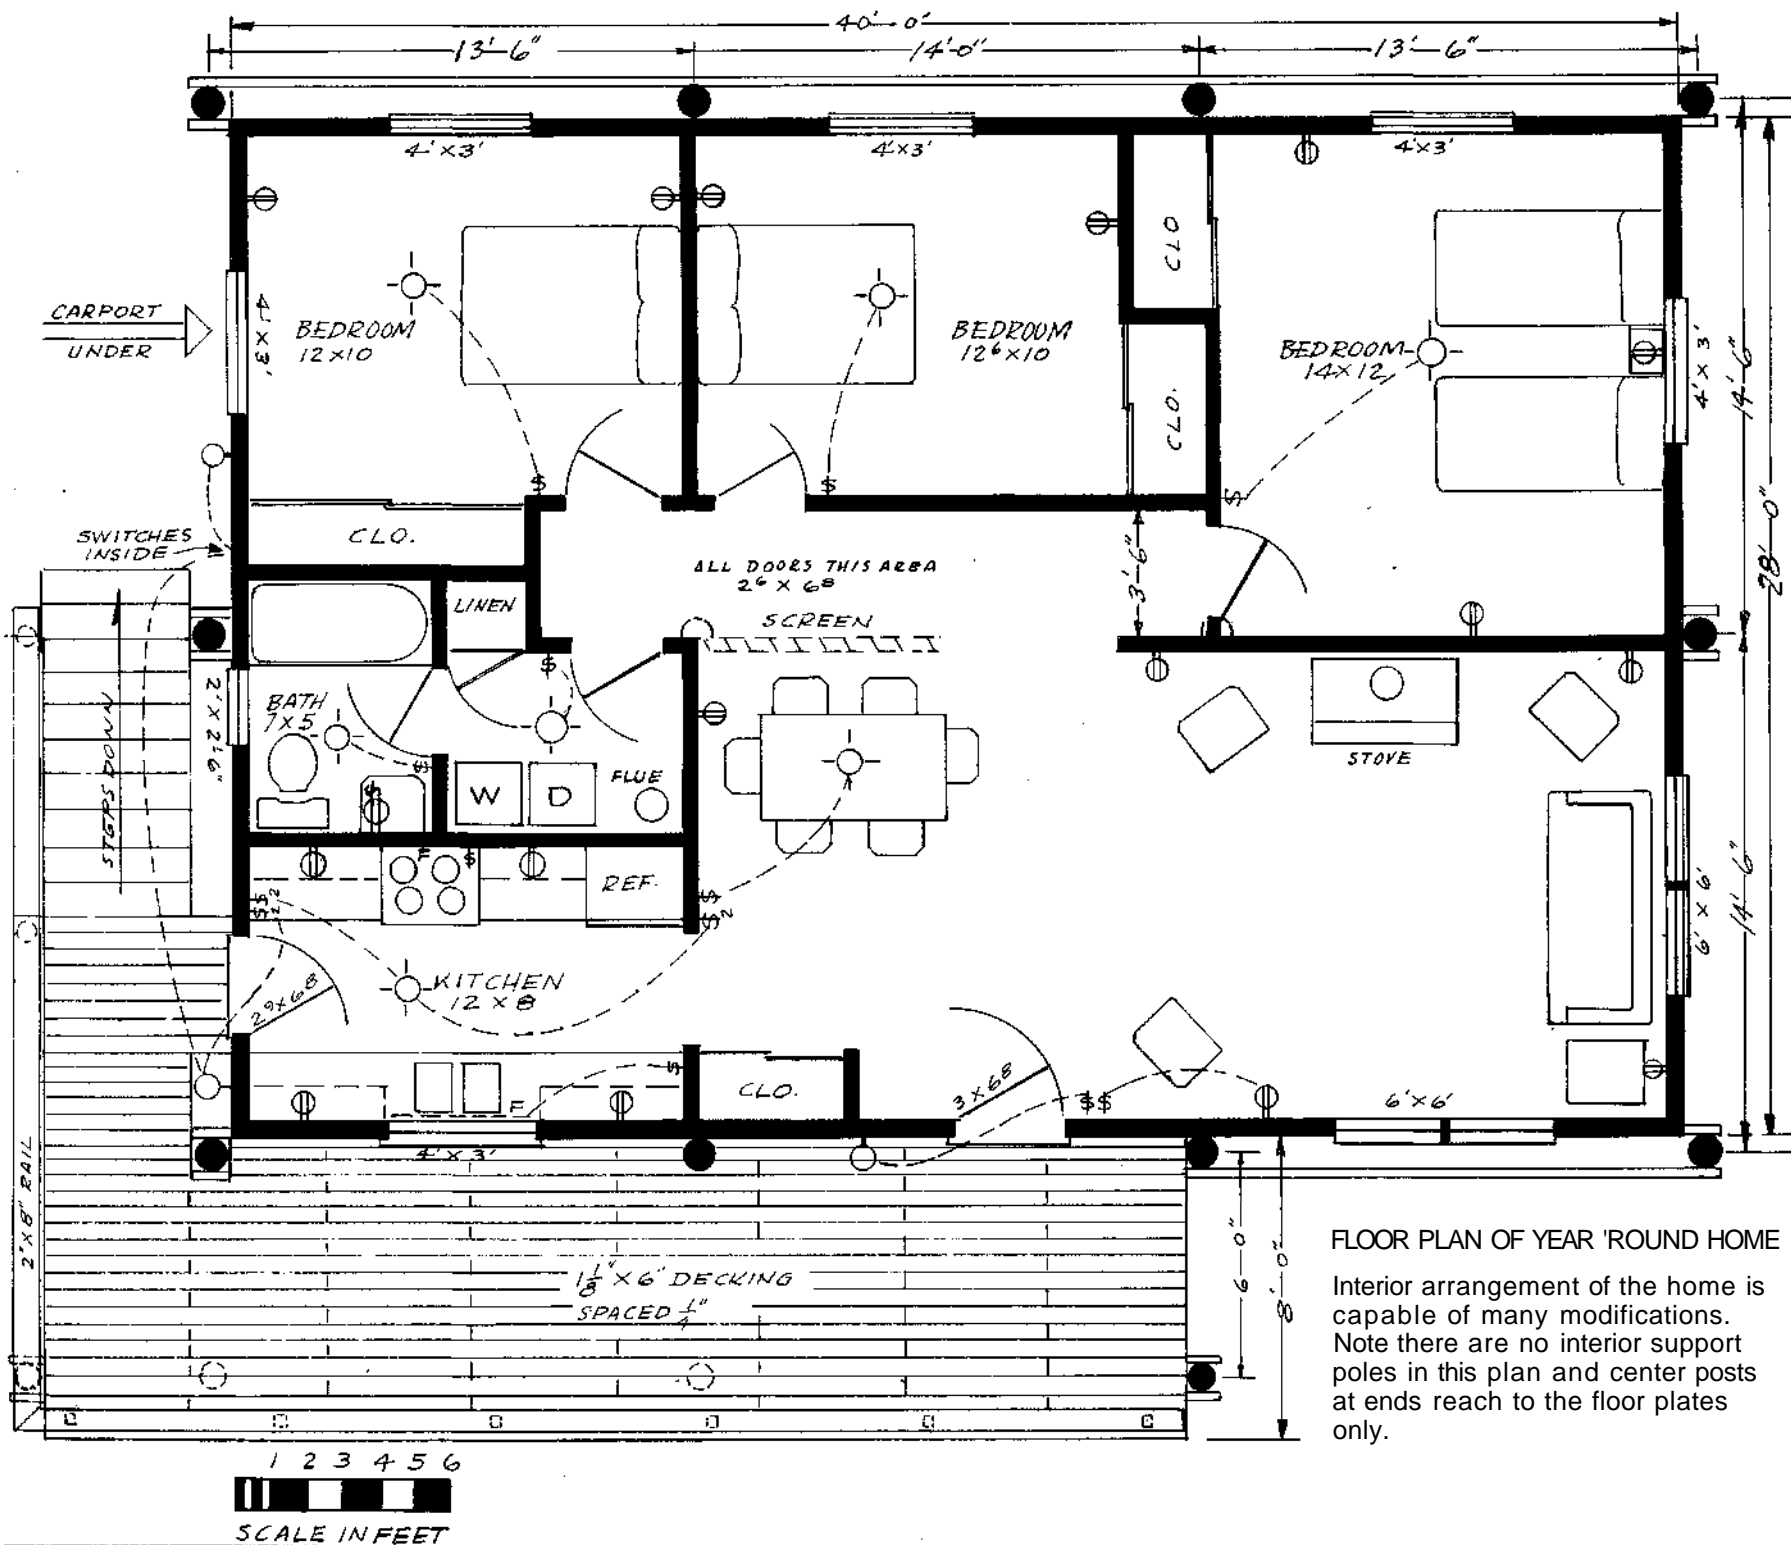 40'-0"
13'-6"
14'-0"
13'-6"
4'X3'
4'X3'
4'X3'
CARPORT
UNDER
4'X3'
BEDROOM
12X10
BEDROOM
12⁶X10
CLO
CLO.
BEDROOM
14X12
4'X3'
14'-6"
28'-0"
SWITCHES
INSIDE
CLO.
ALL DOORS THIS AREA
2⁶ X 6⁸
3'-6"
SCREEN
LINEN
BATH
7X5
2'X2'6"
STEPS DOWN
W
D
FLUE
STOVE
REF.
KITCHEN
12X8
2⁹X6⁸
14'-6"
6'X6'
CLO.
3X6⁸
6'X6'
F
4'X3'
2"X8" RAIL
1⅛"X6" DECKING
SPACED ¼"
6'-0"
8'-0"
FLOOR PLAN OF YEAR 'ROUND HOME
Interior arrangement of the home is
capable of many modifications.
Note there are no interior support
poles in this plan and center posts
at ends reach to the floor plates
only.
1 2 3 4 5 6
SCALE IN FEET